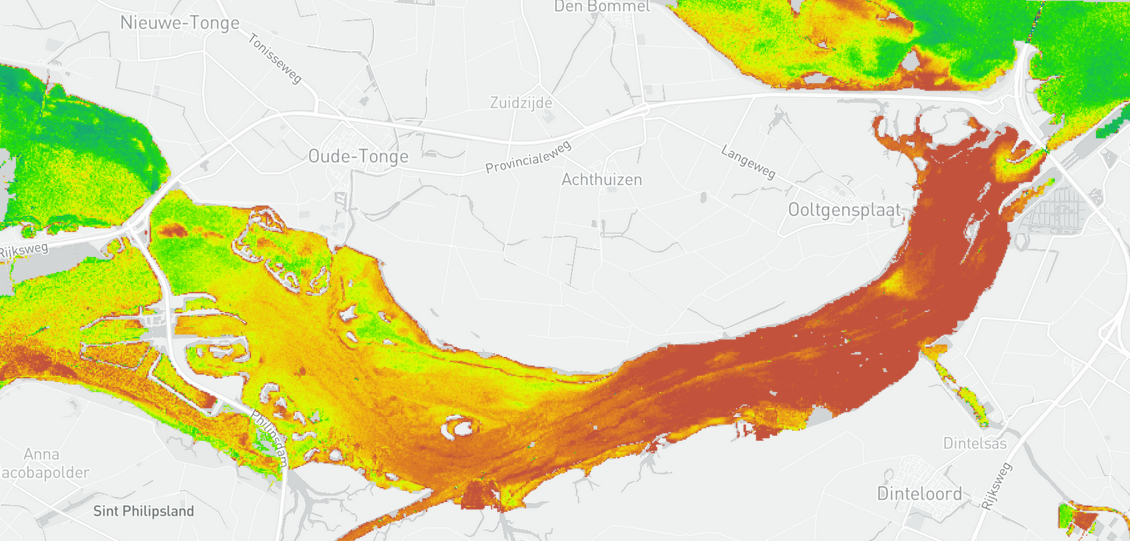 Den Bommel
Nieuwe-Tonge
Tonisseweg
Zuidzijde
Oude-Tonge
Provincialeweg
Langeweg
Achthuizen
Ooltgensplaat
Rijksweg
Philipsdam
Dintelsas
Anna
acobapolder
Dinteloord
Rijksweg
Sint Philipsland